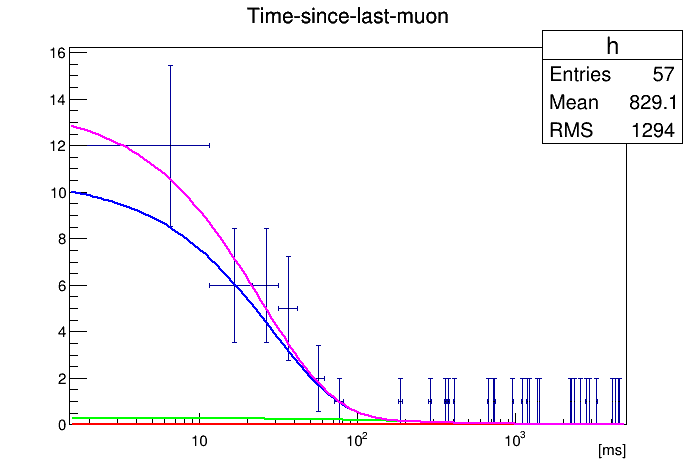 Time-since-last-muon
h
Entries 57
Mean 829.1
RMS 1294
16
14
12
10
8
6
4
2
0
10 10² 10³
[ms]